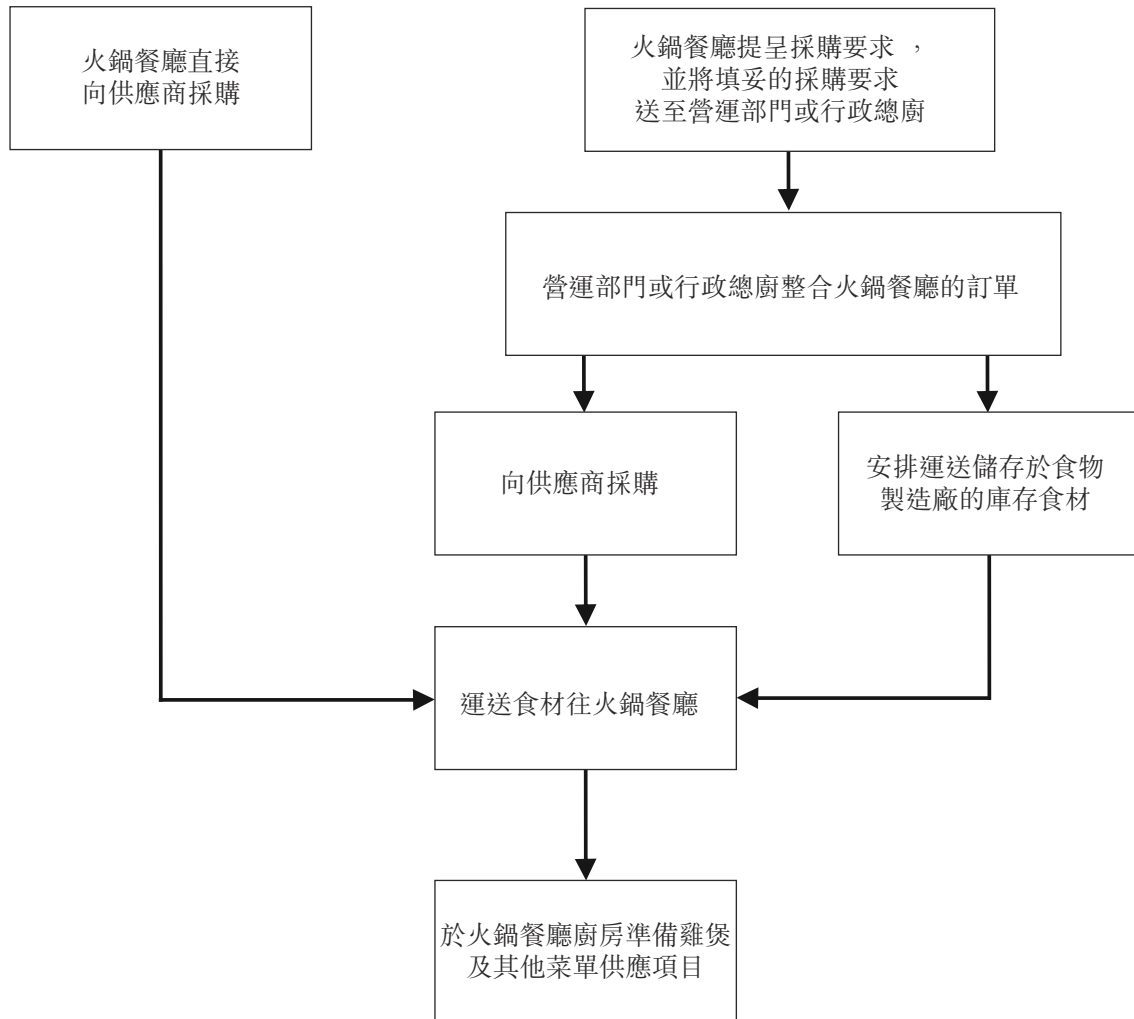 火鍋餐廳直接
向供應商採購
火鍋餐廳提呈採購要求，
並將填妥的採購要求
送至營運部門或行政總廚
營運部門或行政總廚整合火鍋餐廳的訂單
向供應商採購
安排運送儲存於食物
製造廠的庫存食材
運送食材往火鍋餐廳
於火鍋餐廳廚房準備雞煲
及其他菜單供應項目